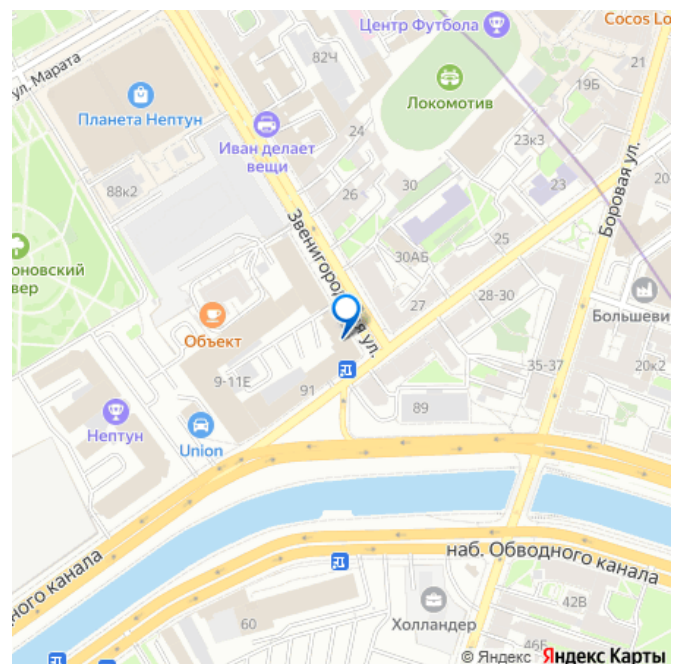 Центр Футбола
Cocos Lo
ул. Марата
82Ч
21
19Б
Локомотив
Планета Нептун
Иван делает
вещи
24
23к3
Боровая ул.
20
88к2
26
30
23
Звенигородская ул.
25
оновский
вер
30АБ
27
28-30
Большеви
Объект
9-11Е
91
35-37
20к2
89
Нептун
Union
дного канала
наб. Обводного канала
42В
Холландер
60
46Б
© Яндекс Яндекс Карты